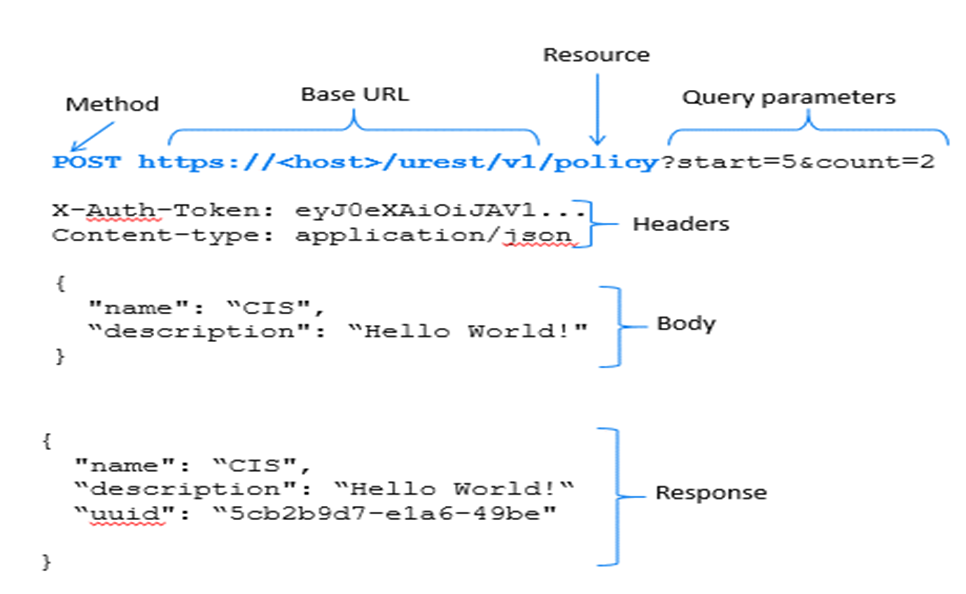 Resource
Method
Base URL
Query parameters
POST https://<host>/urest/v1/policy?start=5&count=2
X-Auth-Token: eyJ0eXAiOiJAV1...
Content-type: application/json
Headers
{
"name": “CIS",
“description": “Hello World!"
}
Body
{
"name": “CIS",
“description": “Hello World!“
“uuid": “5cb2b9d7-e1a6-49be"
}
Response